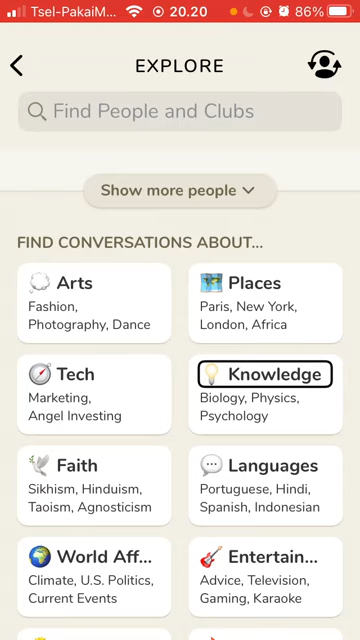 Tsel-PakaiM... 20.20 86%
EXPLORE
Find People and Clubs
Show more people
FIND CONVERSATIONS ABOUT...
Arts
Fashion,
Photography, Dance
Places
Paris, New York,
London, Africa
Tech
Marketing,
Angel Investing
Knowledge
Biology, Physics,
Psychology
Faith
Sikhism, Hinduism,
Taoism, Agnosticism
Languages
Portuguese, Hindi,
Spanish, Indonesian
World Aff...
Climate, U.S. Politics,
Current Events
Entertain...
Advice, Television,
Gaming, Karaoke